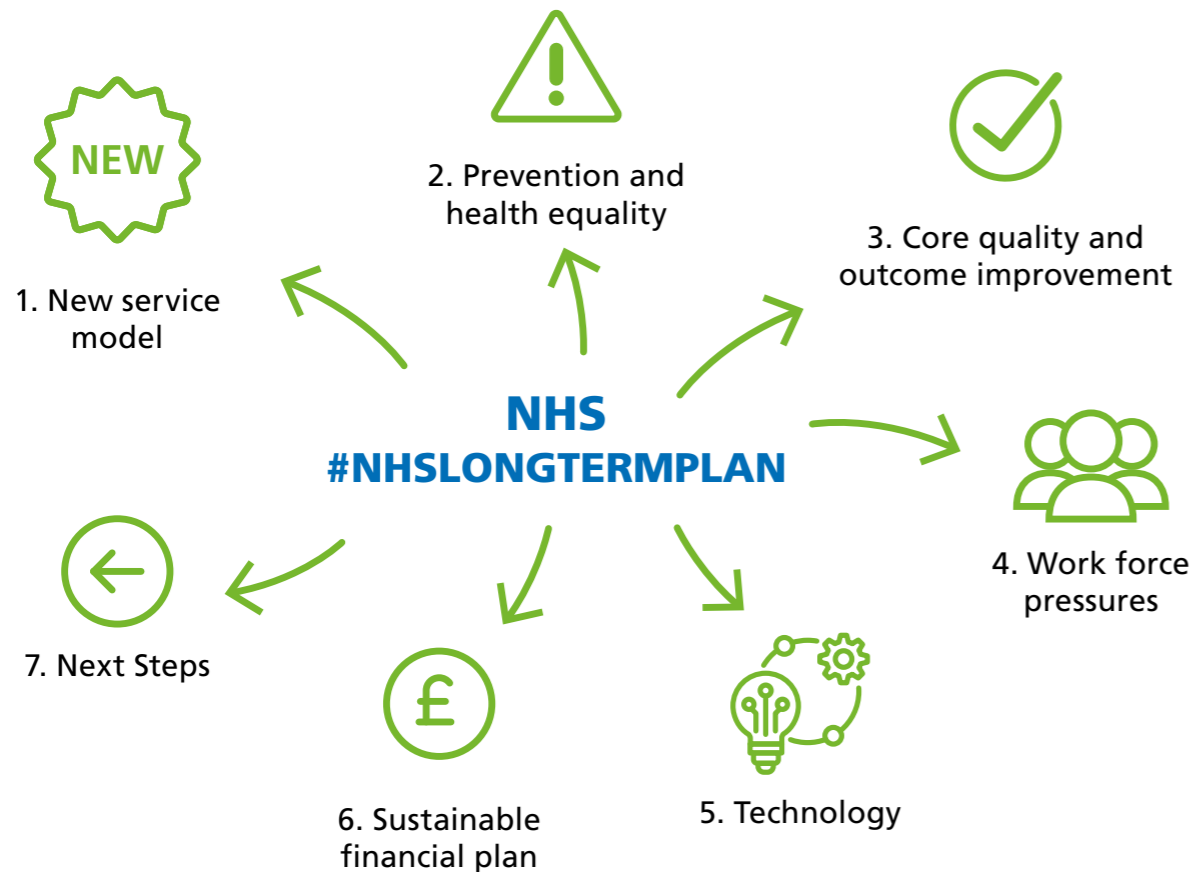 NEW
1. New service
model
2. Prevention and
health equality
3. Core quality and
outcome improvement
NHS
#NHSLONGTERMPLAN
4. Work force
pressures
5. Technology
£
6. Sustainable
financial plan
7. Next Steps